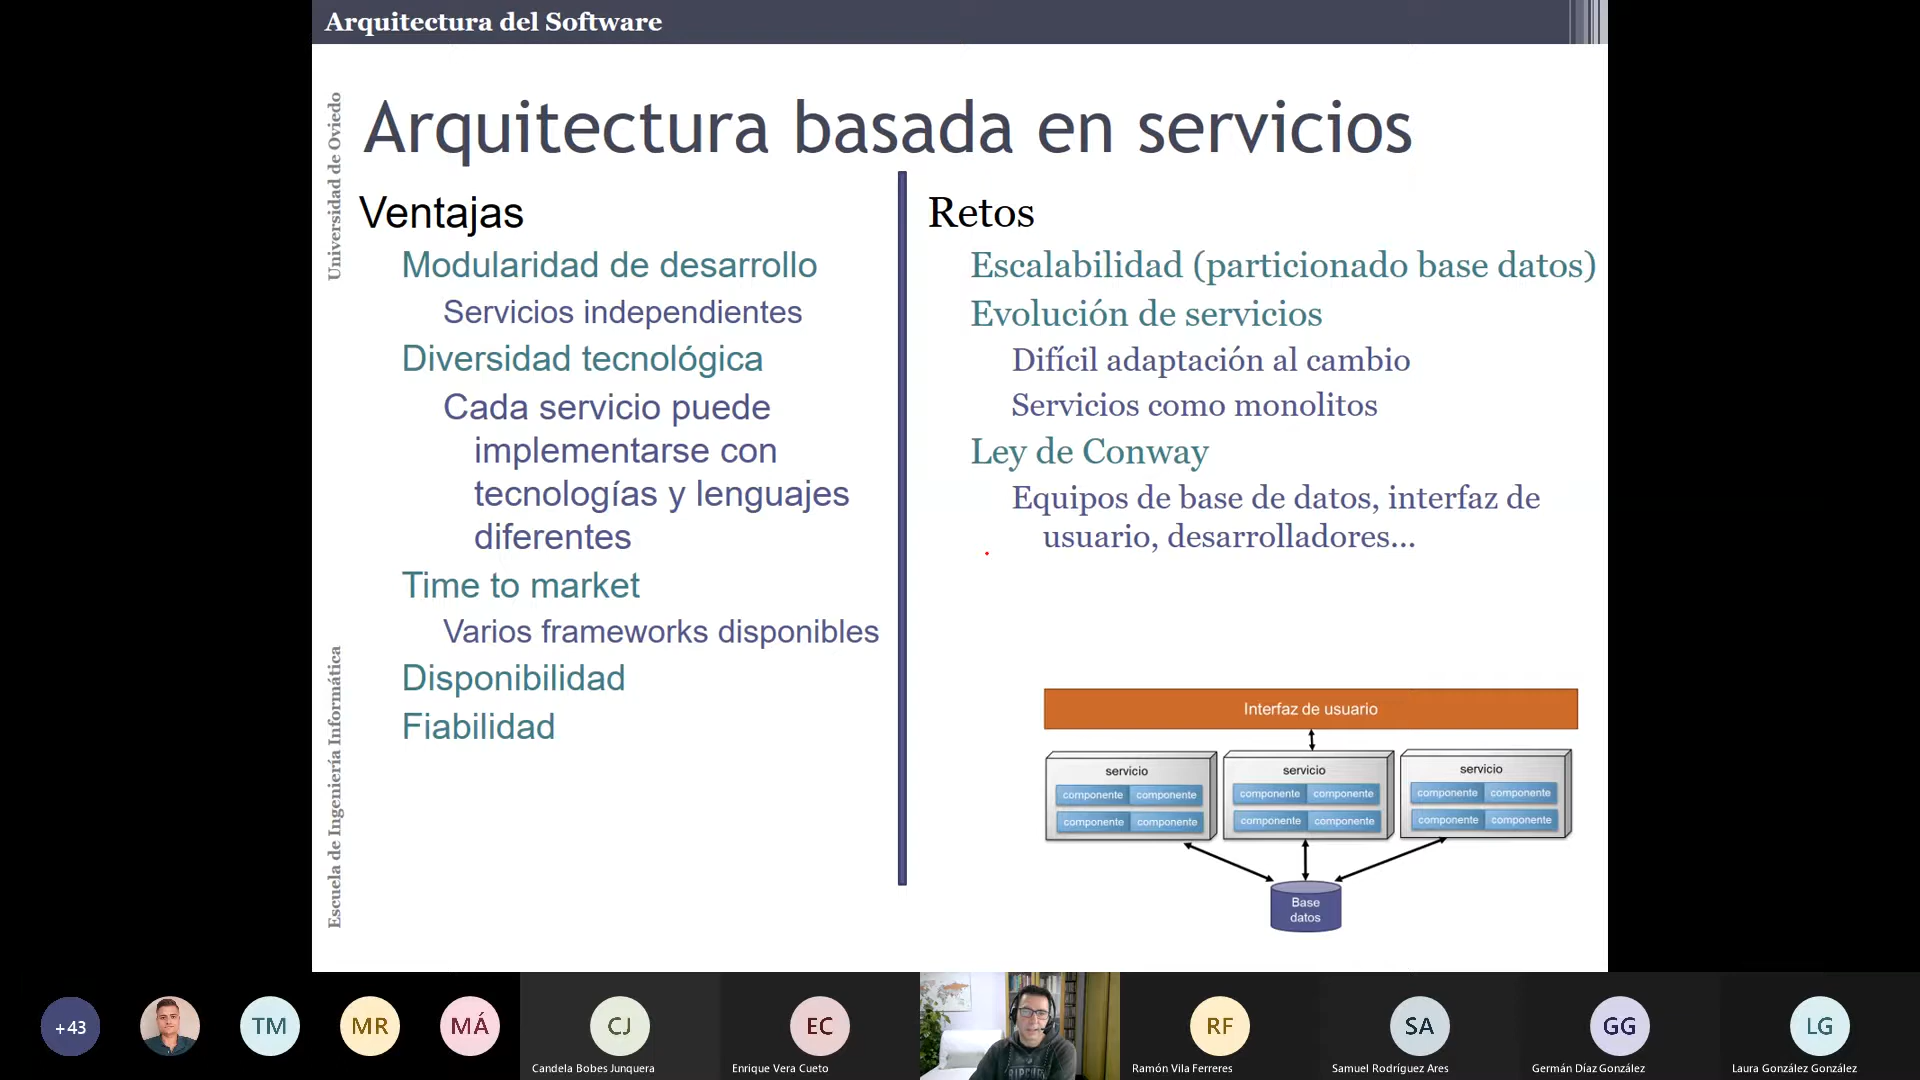 Arquitectura del Software
Universidad de Oviedo
Escuela de Ingeniería Informática
Arquitectura basada en servicios
Ventajas
Modularidad de desarrollo
Servicios independientes
Diversidad tecnológica
Cada servicio puede
implementarse con
tecnologías y lenguajes
diferentes
Time to market
Varios frameworks disponibles
Disponibilidad
Fiabilidad
Retos
Escalabilidad (particionado base datos)
Evolución de servicios
Difícil adaptación al cambio
Servicios como monolitos
Ley de Conway
Equipos de base de datos, interfaz de
usuario, desarrolladores...
Interfaz de usuario
servicio
componente componente
componente componente
servicio
componente componente
componente componente
servicio
componente componente
componente componente
Base
datos
+43
TM
MR
MÁ
CJ
Candela Bobes Junquera
EC
Enrique Vera Cueto
RF
Ramón Vila Ferreres
SA
Samuel Rodríguez Ares
GG
Germán Díaz González
LG
Laura González González